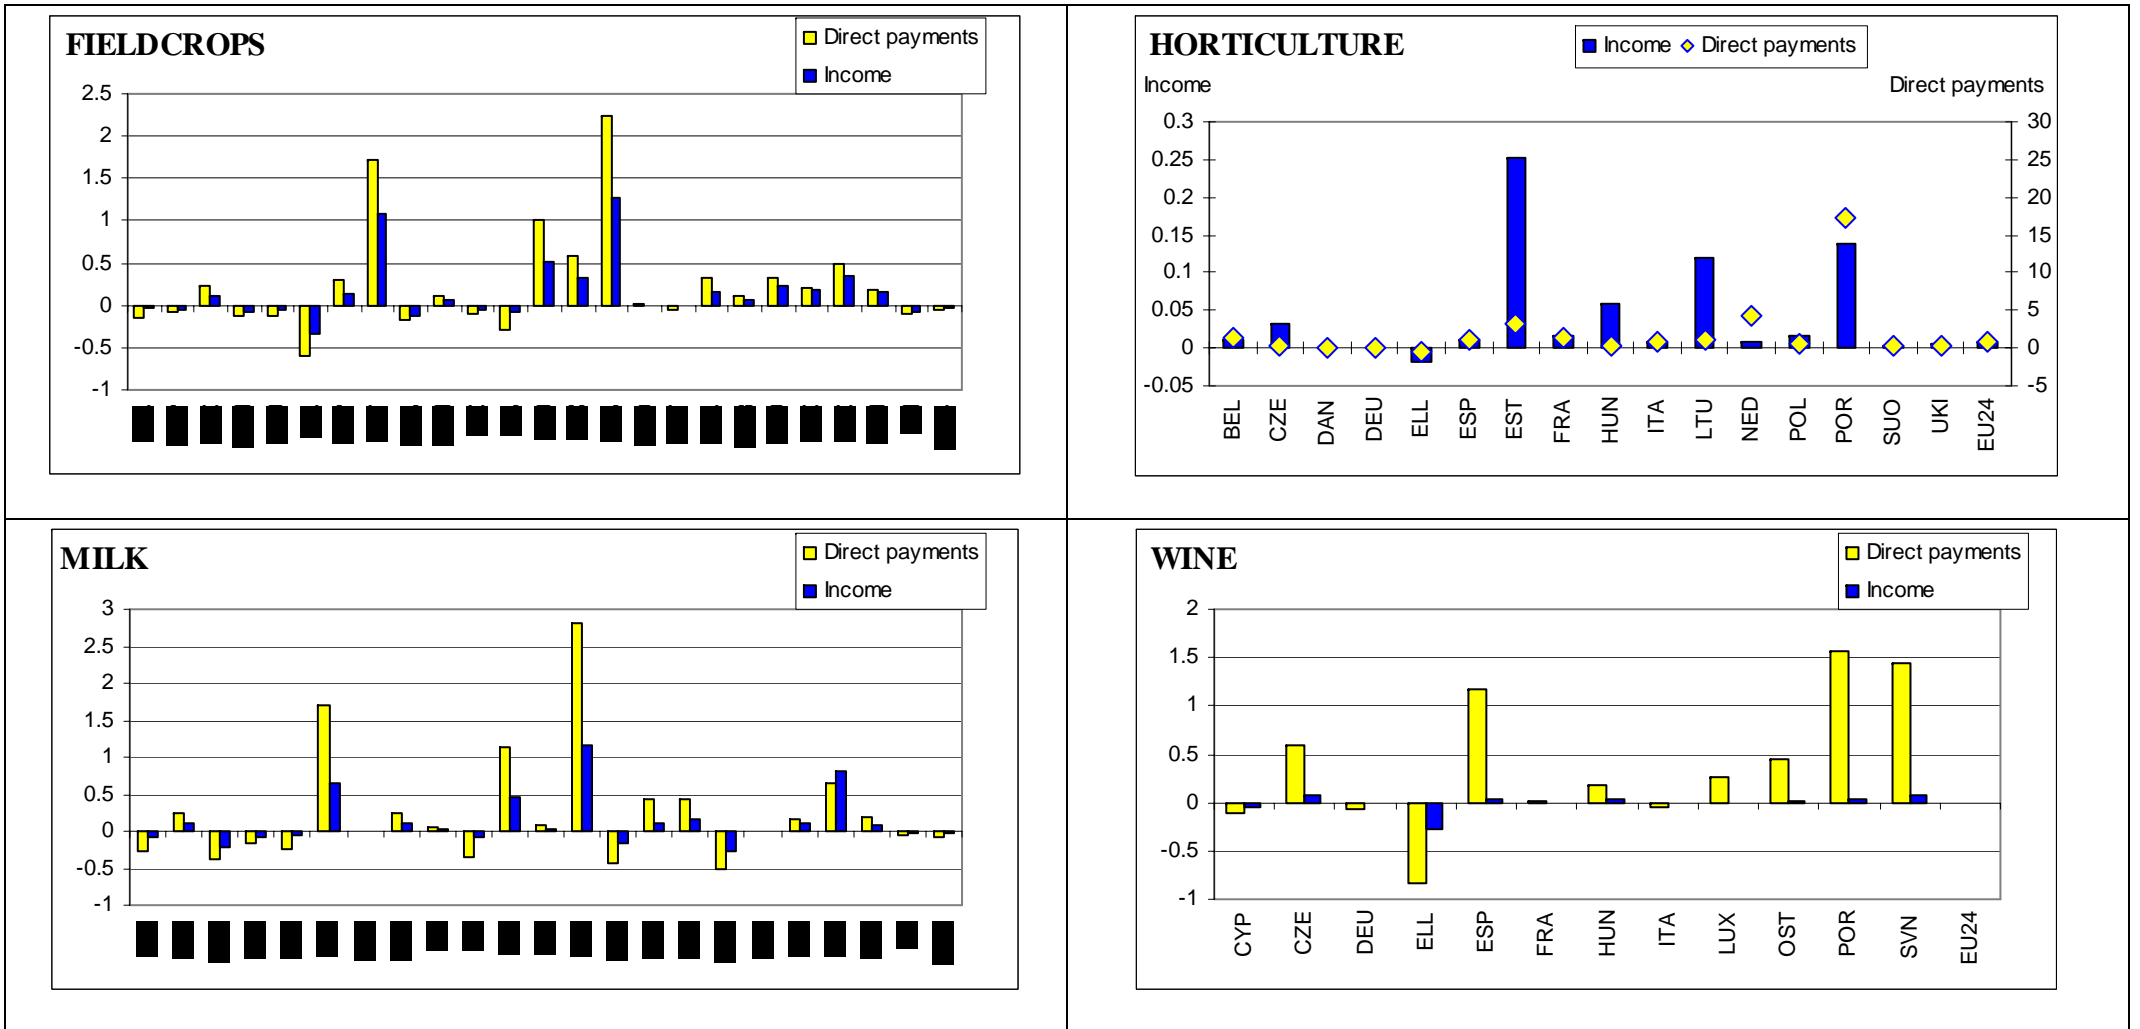 FIELDCROPS
Direct payments
Income
2.5
2
1.5
1
0.5
0
-0.5
-1
HORTICULTURE
Income Direct payments
Income Direct payments
0.3 30
0.25 25
0.2 20
0.15 15
0.1 10
0.05 5
0 0
-0.05 -5
BEL CZE DAN DEU ELL ESP EST FRA HUN ITA LTU NED POL POR SUO UKI EU24
MILK
Direct payments
Income
3
2.5
2
1.5
1
0.5
0
-0.5
-1
WINE
Direct payments
Income
2
1.5
1
0.5
0
-0.5
-1
CYP CZE DEU ELL ESP FRA HUN ITA LUX OST POR SVN EU24